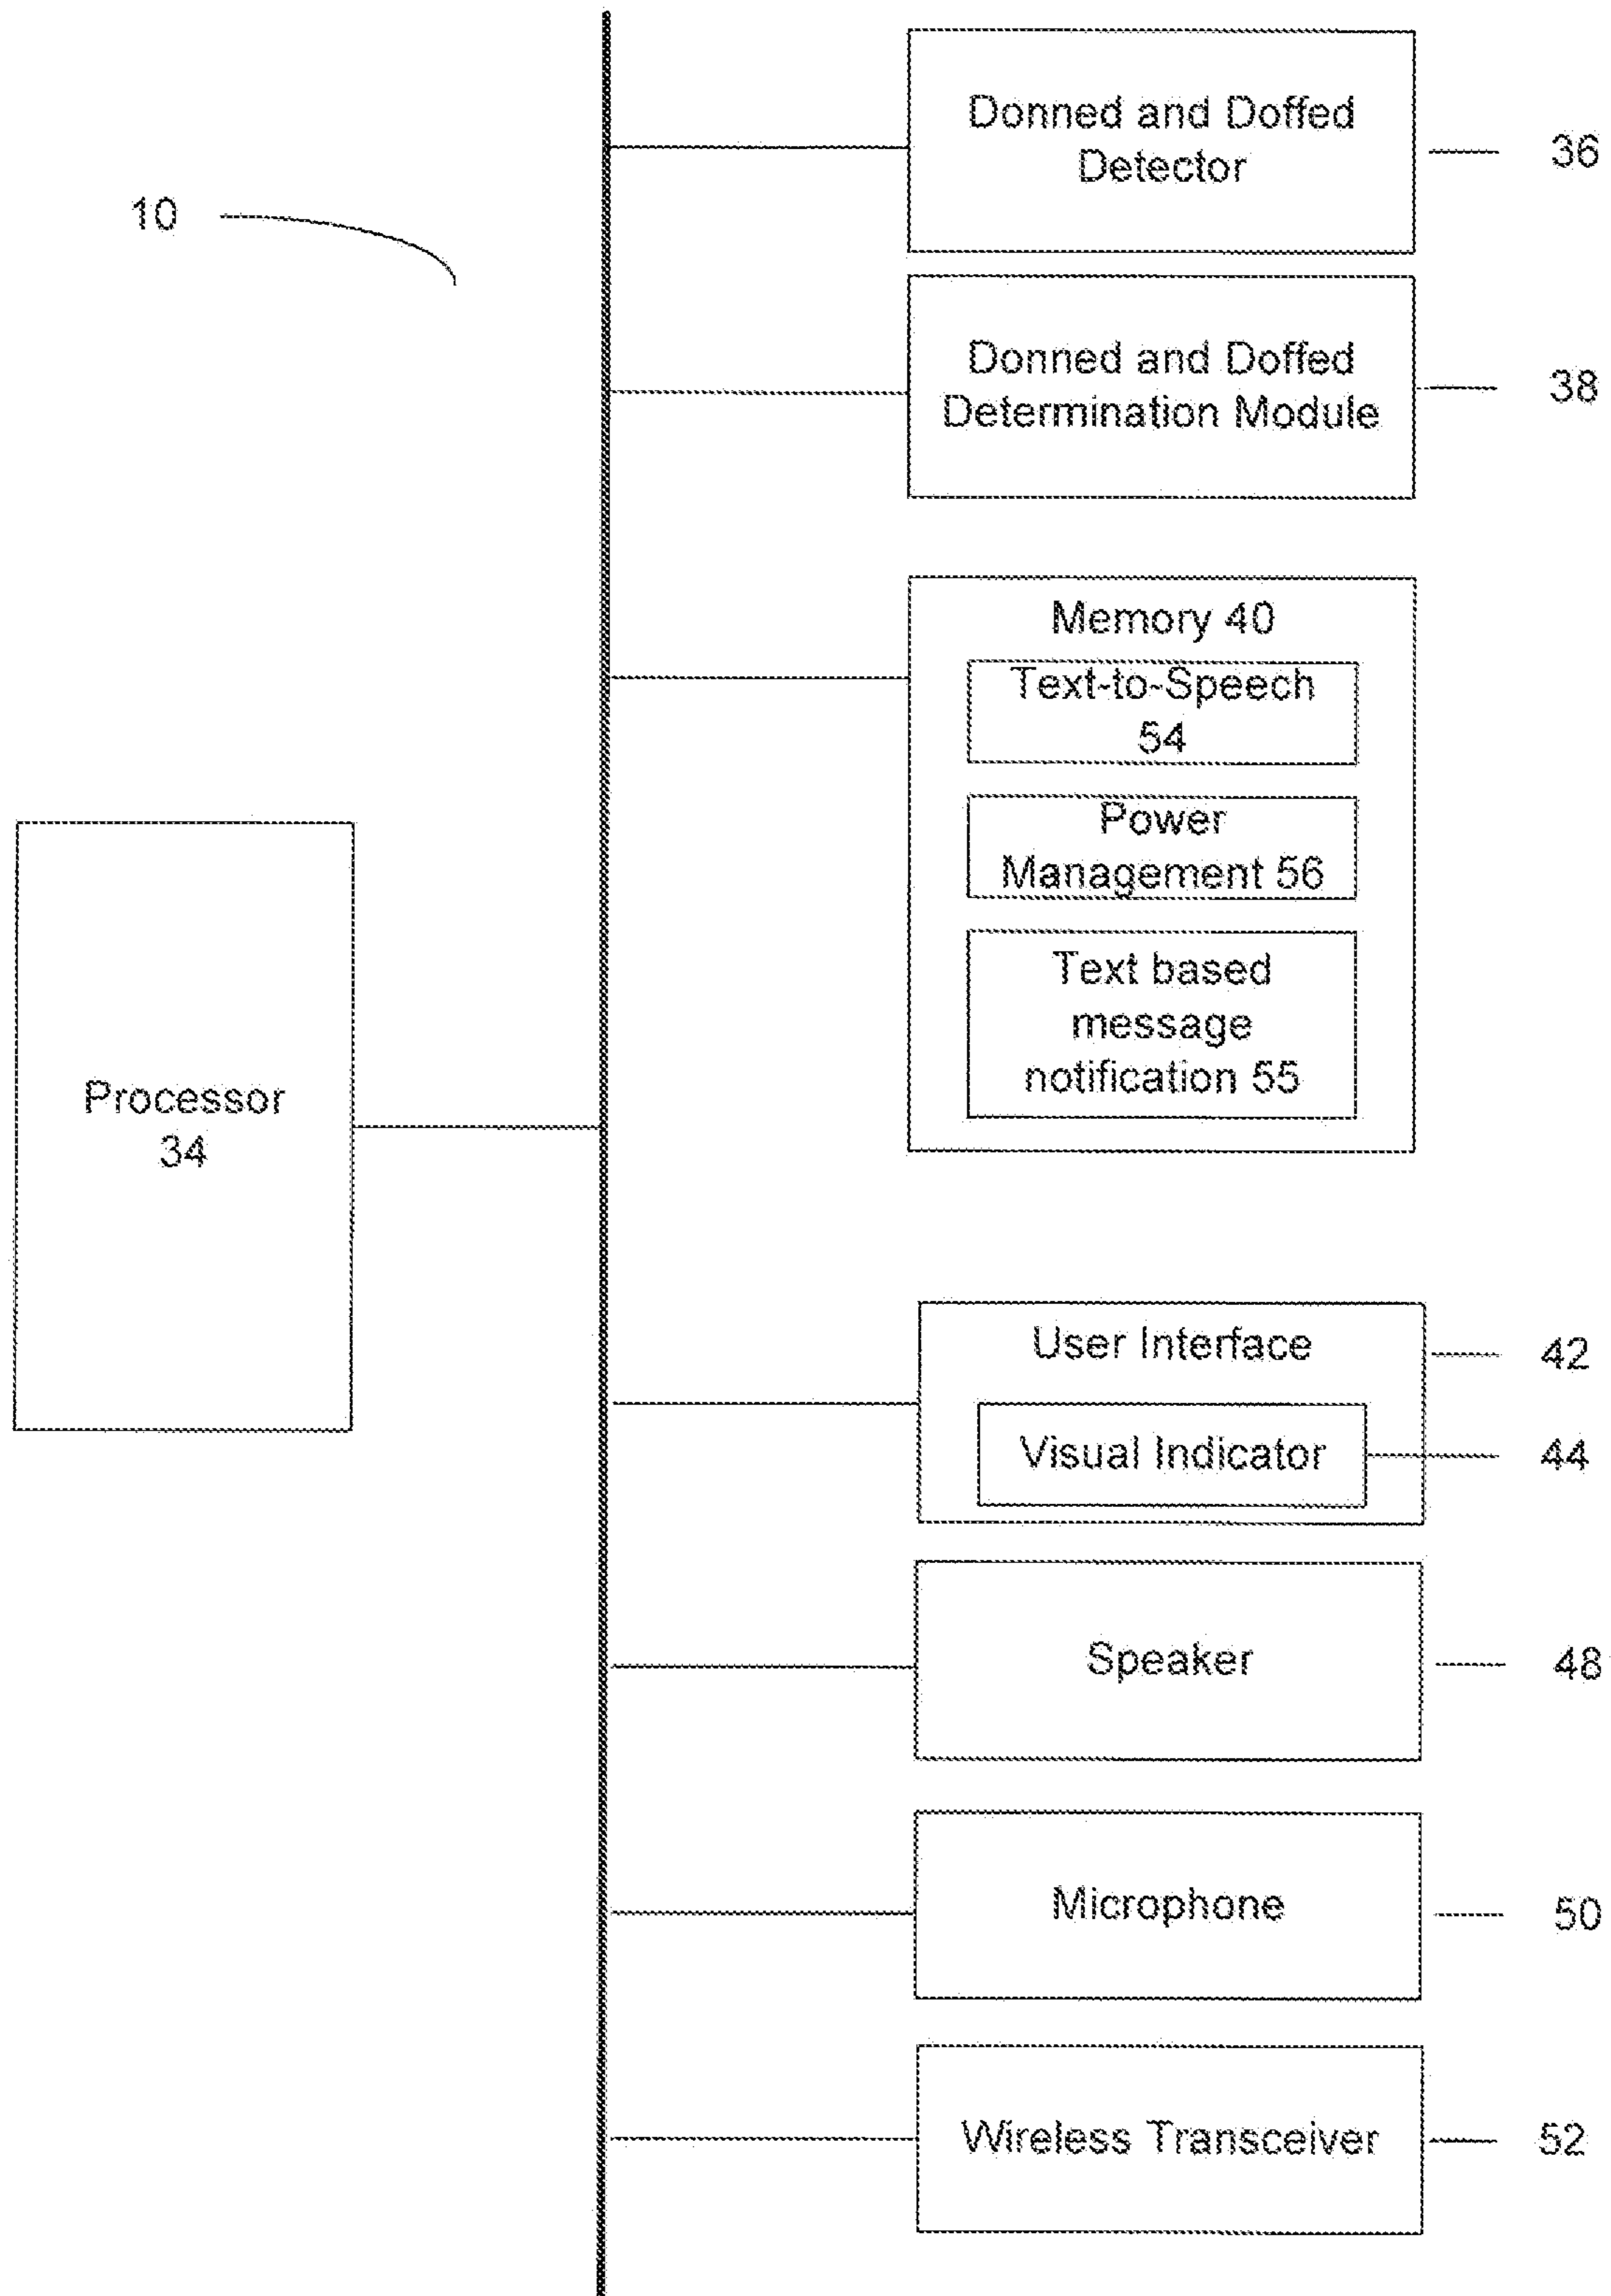 Donned and Doffed
Detector
36
10
Donned and Doffed
Determination Module
38
Memory 40
Text-to-Speech
54
Power
Management 56
Text based
message
notification 55
Processor
34
User Interface
42
Visual Indicator
44
Speaker
48
Microphone
50
Wireless Transceiver
52